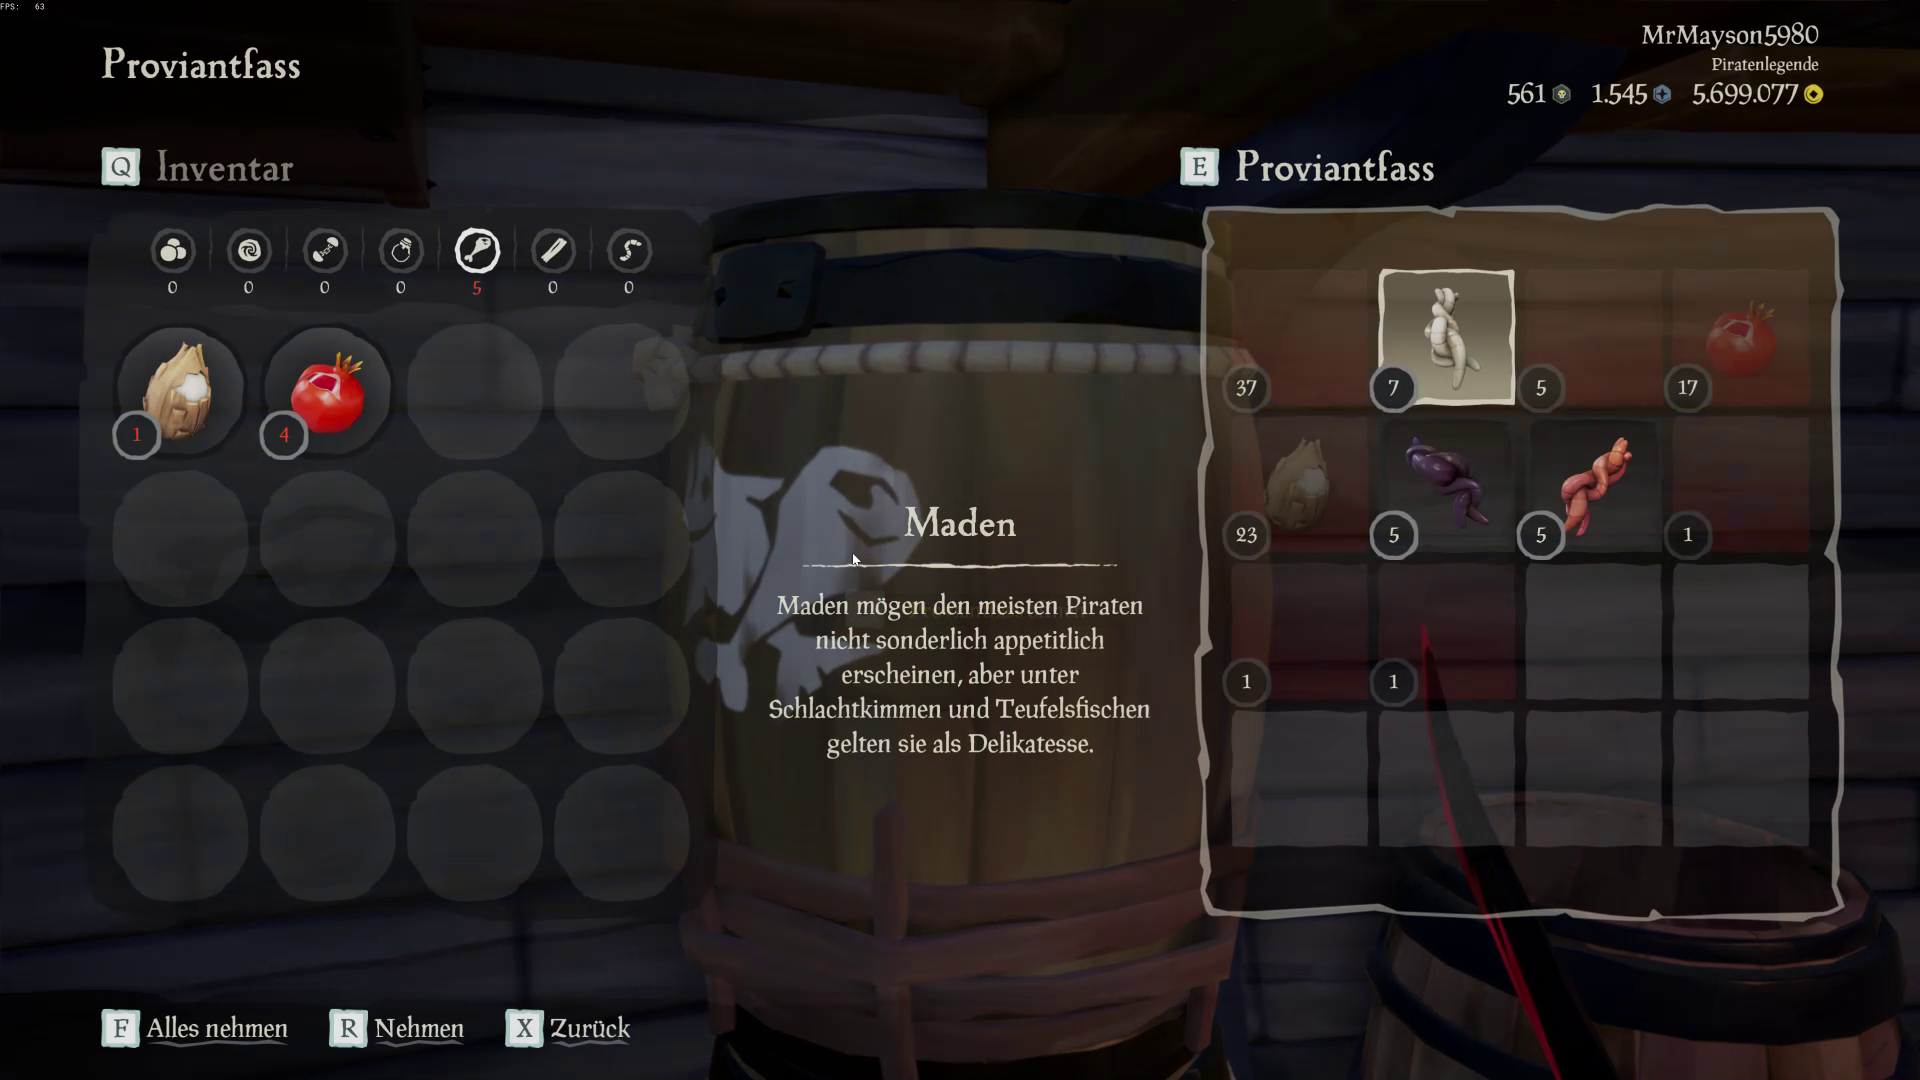 FPS: 63
Proviantfass
MrMayson5980
Piratenlegende
561 1.545 5.699.077
Q Inventar
E Proviantfass
0 0 0 0 5 0 0
1 4
37 7 5 17
23 5 5 1
1 1
Maden
Maden mögen den meisten Piraten
nicht sonderlich appetitlich
erscheinen, aber unter
Schlachtkimmen und Teufelsfischen
gelten sie als Delikatesse.
F Alles nehmen R Nehmen X Zurück